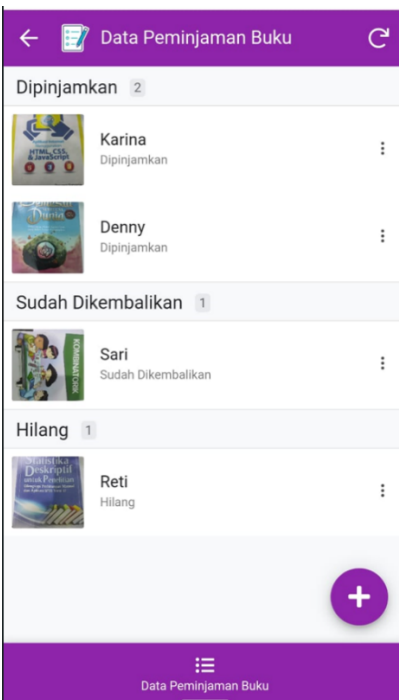 Data Peminjaman Buku
Dipinjamkan 2
HTML, CSS,
& JavaScript
Karina
Dipinjamkan
Dunia
Denny
Dipinjamkan
Sudah Dikembalikan 1
KOMBINATORIK
Sari
Sudah Dikembalikan
Hilang 1
Statistika
Deskriptif
untuk Penelitian
Reti
Hilang
Data Peminjaman Buku